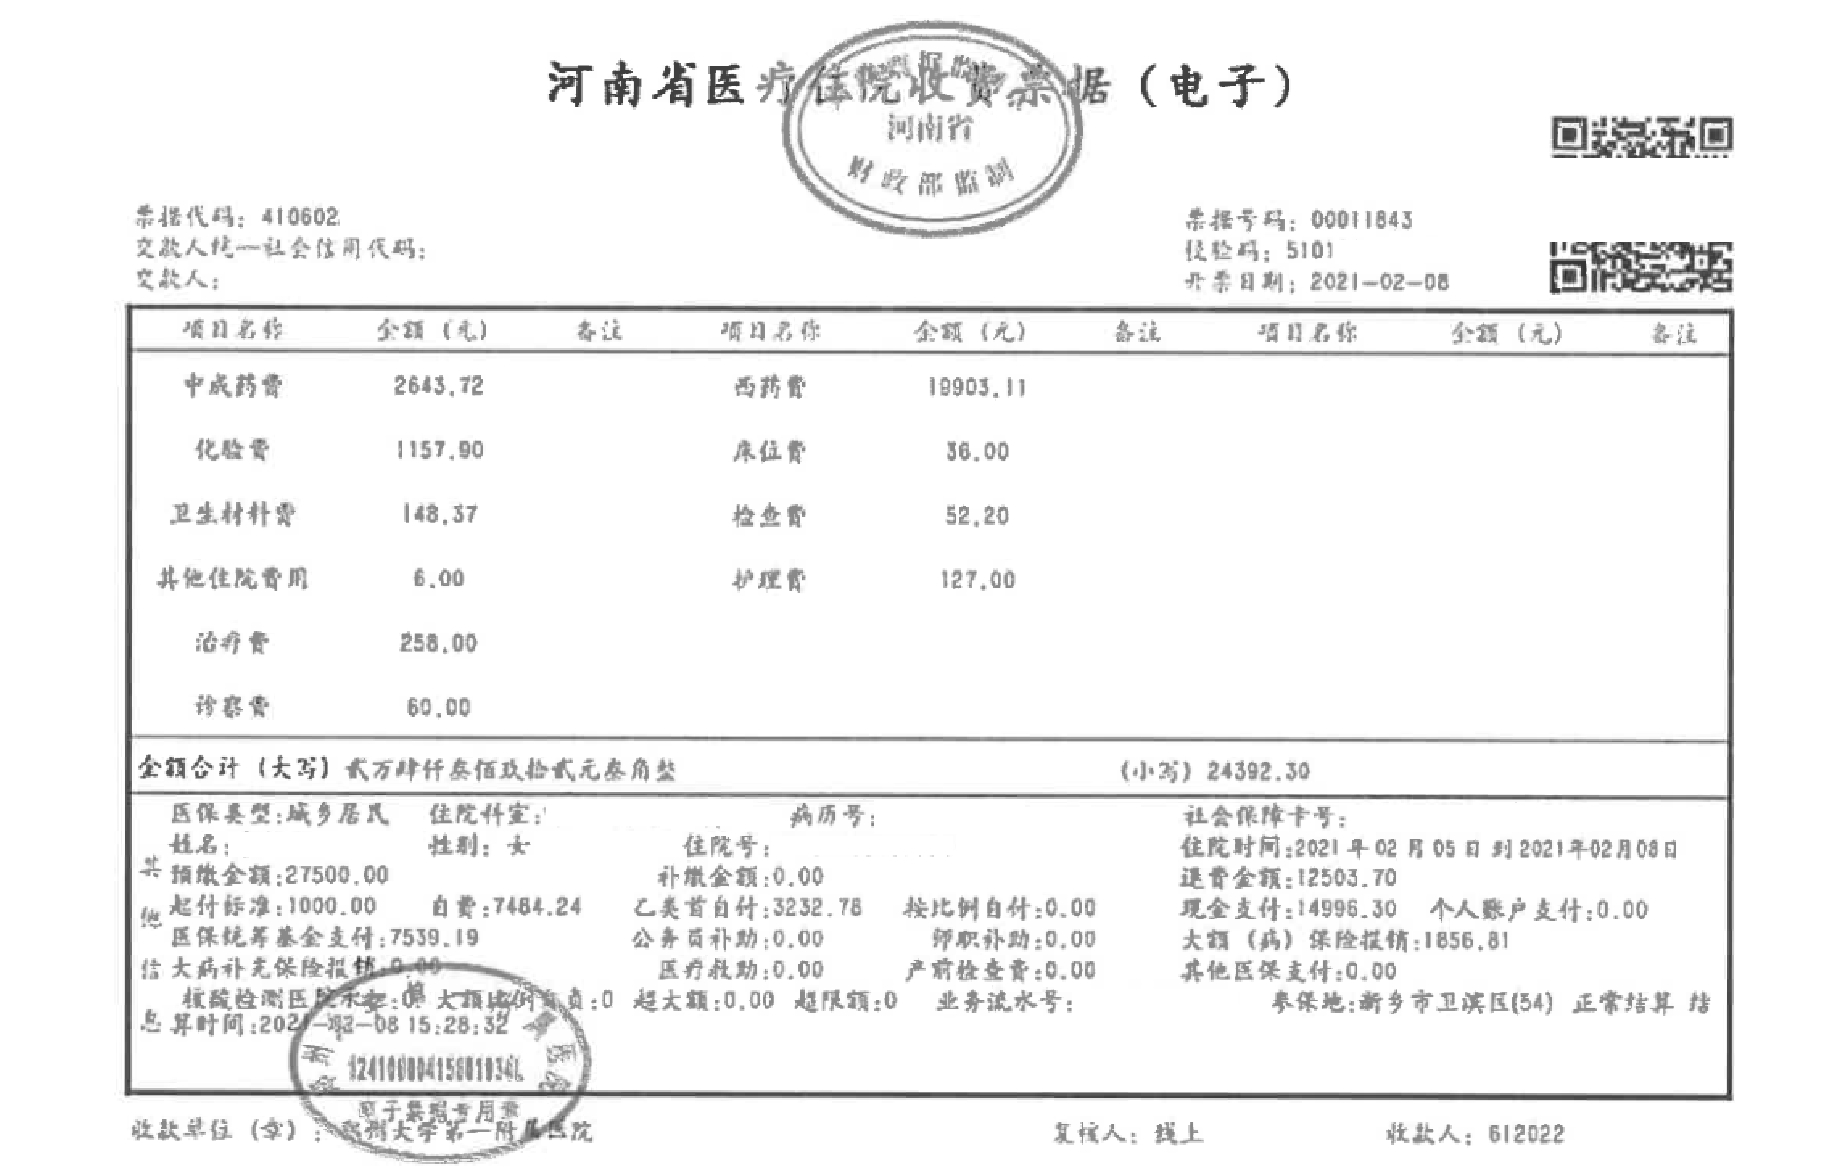 河南省医疗住院收费票据（电子）
河南省
财政部监制
票据代码：410602
票据号码：00011843
交款人统一社会信用代码：
校验码：5101
交款人：
开票日期：2021-02-08
项目名称 金额（元） 备注 项目名称 金额（元） 备注 项目名称 金额（元） 备注
中成药费 2643.72 西药费 19903.11
化验费 1157.90 床位费 36.00
卫生材料费 148.37 检查费 52.20
其他住院费用 6.00 护理费 127.00
治疗费 258.00
诊察费 60.00
金额合计（大写）贰万肆仟叁佰玖拾贰元叁角整 （小写）24392.30
其他信息
医保类型:城乡居民 住院科室: 病历号: 社会保障卡号:
姓名: 性别：女 住院号: 住院时间:2021年02月05日到2021年02月08日
预缴金额:27500.00 补缴金额:0.00 退费金额:12503.70
起付标准:1000.00 自费:7484.24 乙类首自付:3232.78 按比例自付:0.00 现金支付:14996.30 个人账户支付:0.00
医保统筹基金支付:7539.19 公务员补助:0.00 师职补助:0.00 大额（病）保险报销:1856.81
大病补充保险报销:0.00 医疗救助:0.00 产前检查费:0.00 其他医保支付:0.00
核酸检测医院承担:0 大额比例自负:0 超大额:0.00 超限额:0 业务流水号: 参保地:新乡市卫滨区(54) 正常结算 结
算时间:2021-02-08 15:28:32
电子票据专用章
收款单位（章）：郑州大学第一附属医院 复核人：线上 收款人：612022